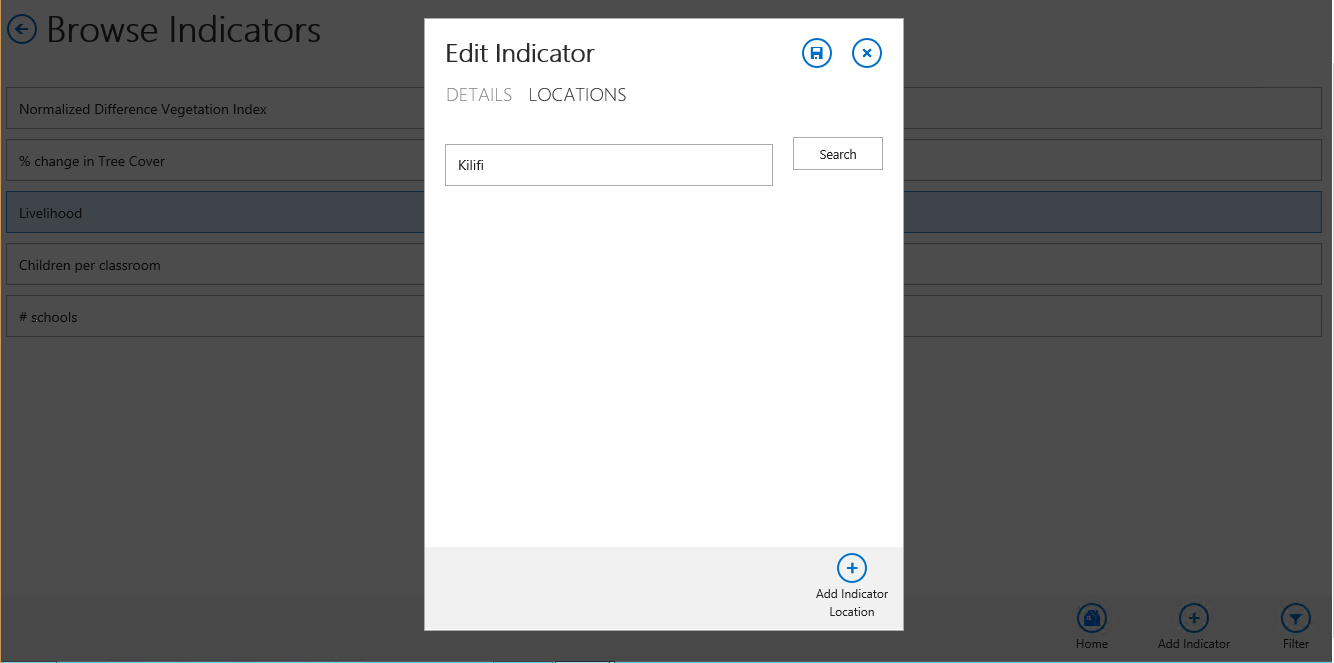 Browse Indicators
Normalized Difference Vegetation Index
% change in Tree Cover
Livelihood
Children per classroom
# schools
Edit Indicator
DETAILS LOCATIONS
Kilifi
Search
Add Indicator
Location
Home
Add Indicator
Filter